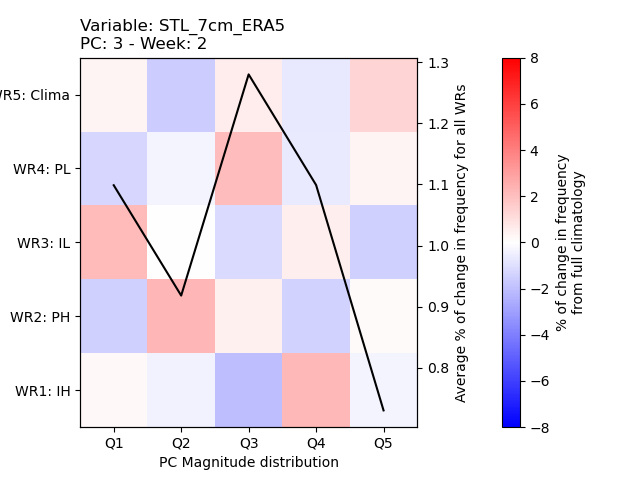 Variable: STL_7cm_ERA5
PC: 3 - Week: 2
WR5: Clima
WR4: PL
WR3: IL
WR2: PH
WR1: IH
Q1 Q2 Q3 Q4 Q5
PC Magnitude distribution
1.3
1.2
1.1
1.0
0.9
0.8
Average % of change in frequency for all WRs
8
6
4
2
0
−2
−4
−6
−8
% of change in frequency
from full climatology